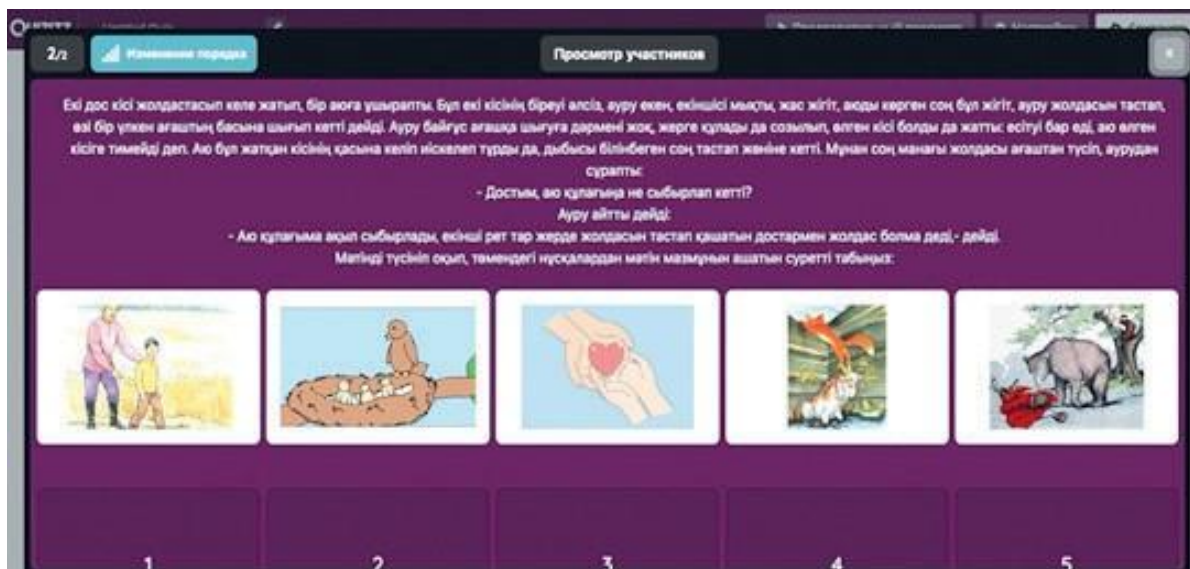 QUIZIZZ Untitled Quiz
2/2 Изменение порядка Просмотр участников
Екі дос кісі жолдастасып келе жатып, бір аюға ұшырапты. Бұл екі кісінің біреуі әлсіз, ауру екен, екіншісі мықты, жас жігіт, аюды көрген соң бұл жігіт, ауру жолдасын тастап,
өзі бір үлкен ағаштың басына шығып кетті дейді. Ауру байғұс ағашқа шығуға дәрмені жоқ, жерге құлады да созылып, өлген кісі болды да жатты: есітуі бар еді, аю өлген
кісіге тимейді деп. Аю бұл жатқан кісінің қасына келіп иіскелеп тұрды да, дыбысы білінбеген соң, тастап жөніне кетті. Мұнан соң манағы жолдасы ағаштан түсіп, аурудан
сұрапты:
- Достым, аю құлағыңа не сыбырлап кетті?
Ауру айтты дейді:
- Аю құлағыма ақыл сыбырлады, екінші рет тар жерде жолдасын тастап қашатын достармен жолдас болма деді,- дейді.
Мәтінді түсініп оқып, төмендегі нұсқалардан мәтін мазмұнын ашатын суретті табыңыз:
1 2 3 4 5